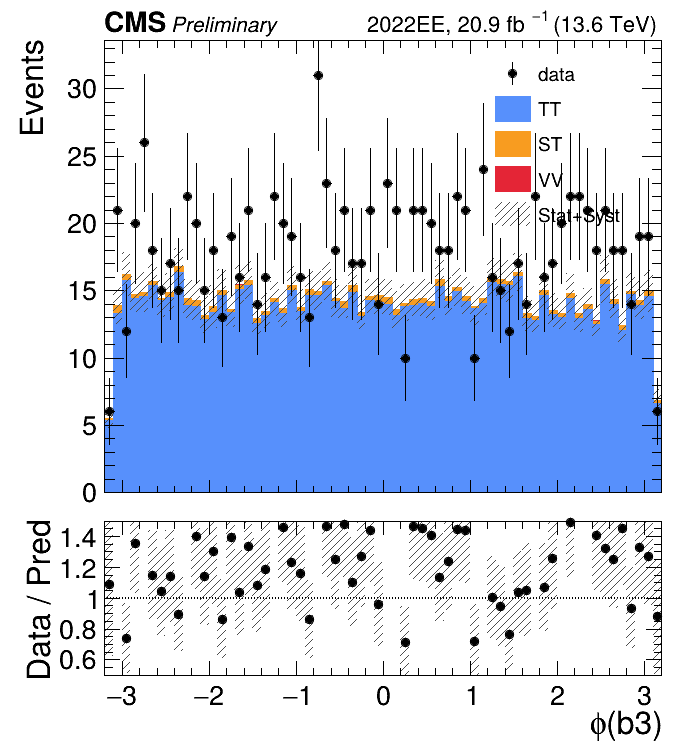 CMS Preliminary 2022EE, 20.9 fb⁻¹ (13.6 TeV)
Events
30
25
20
15
10
5
0
data
TT
ST
VV
Stat+Syst
Data / Pred
1.4
1.2
1
0.8
0.6
−3 −2 −1 0 1 2 3
ϕ(b3)